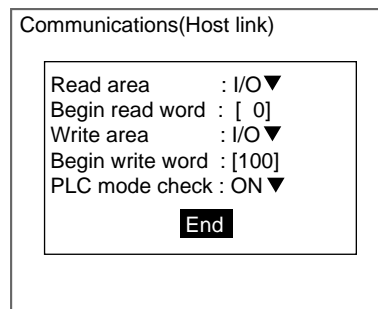 Communications(Host link)
Read area : I/O▼
Begin read word : [ 0]
Write area : I/O▼
Begin write word : [100]
PLC mode check : ON▼
End